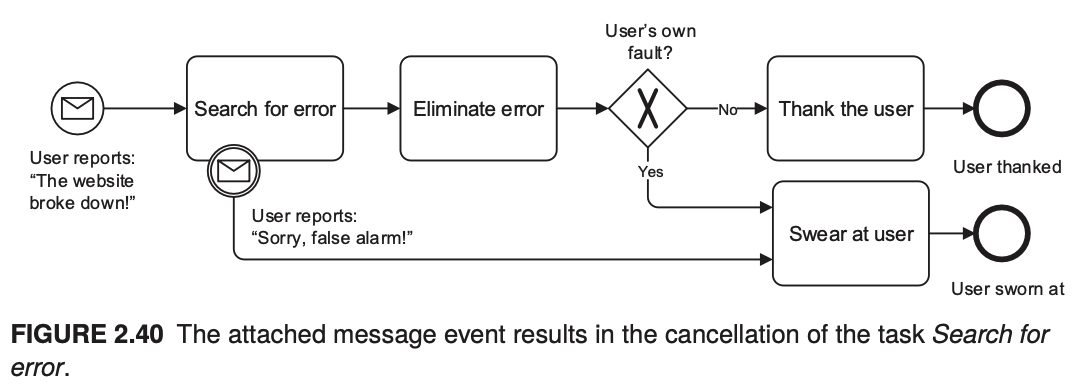 User's own
fault?
Search for error
Eliminate error
No
Thank the user
User reports:
“The website
broke down!”
User thanked
Yes
User reports:
“Sorry, false alarm!”
Swear at user
User sworn at
FIGURE 2.40 The attached message event results in the cancellation of the task Search for
error.